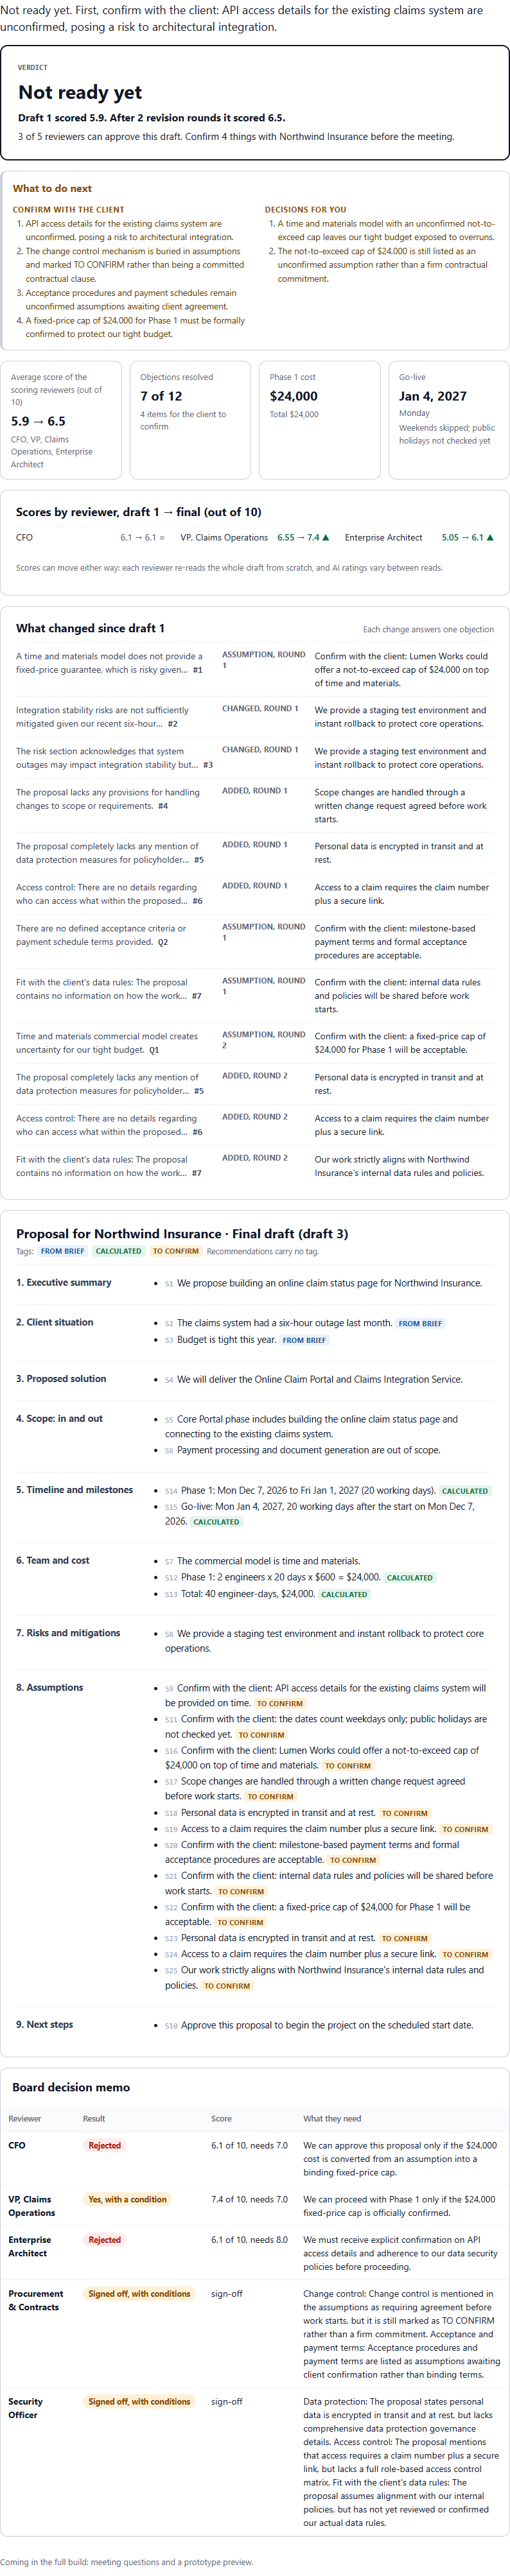 Not ready yet. First, confirm with the client: API access details for the existing claims system are
unconfirmed, posing a risk to architectural integration.
VERDICT
Not ready yet
Draft 1 scored 5.9. After 2 revision rounds it scored 6.5.
3 of 5 reviewers can approve this draft. Confirm 4 things with Northwind Insurance before the meeting.
What to do next
CONFIRM WITH THE CLIENT
1. API access details for the existing claims system are
unconfirmed, posing a risk to architectural integration.
2. The change control mechanism is buried in assumptions
and marked TO CONFIRM rather than being a committed
contractual clause.
3. Acceptance procedures and payment schedules remain
unconfirmed assumptions awaiting client agreement.
4. A fixed-price cap of $24,000 for Phase 1 must be formally
confirmed to protect our tight budget.
DECISIONS FOR YOU
1. A time and materials model with an unconfirmed not-to-
exceed cap leaves our tight budget exposed to overruns.
2. The not-to-exceed cap of $24,000 is still listed as an
unconfirmed assumption rather than a firm contractual
commitment.
Average score of the
scoring reviewers (out of
10)
5.9 → 6.5
CFO, VP, Claims
Operations, Enterprise
Architect
Objections resolved
7 of 12
4 items for the client to
confirm
Phase 1 cost
$24,000
Total $24,000
Go-live
Jan 4, 2027
Monday
Weekends skipped; public
holidays not checked yet
Scores by reviewer, draft 1 → final (out of 10)
CFO 6.1 → 6.1 = VP, Claims Operations 6.55 → 7.4 ▲ Enterprise Architect 5.05 → 6.1 ▲
Scores can move either way: each reviewer re-reads the whole draft from scratch, and AI ratings vary between reads.
What changed since draft 1
Each change answers one objection
A time and materials model does not provide a
fixed-price guarantee, which is risky given... #1
ASSUMPTION, ROUND
1
Confirm with the client: Lumen Works could
offer a not-to-exceed cap of $24,000 on top
of time and materials.
Integration stability risks are not sufficiently
mitigated given our recent six-hour... #2
CHANGED, ROUND 1
We provide a staging test environment and
instant rollback to protect core operations.
The risk section acknowledges that system
outages may impact integration stability but... #3
CHANGED, ROUND 1
We provide a staging test environment and
instant rollback to protect core operations.
The proposal lacks any provisions for handling
changes to scope or requirements. #4
ADDED, ROUND 1
Scope changes are handled through a
written change request agreed before work
starts.
The proposal completely lacks any mention of
data protection measures for policyholder... #5
ADDED, ROUND 1
Personal data is encrypted in transit and at
rest.
Access control: There are no details regarding
who can access what within the proposed... #6
ADDED, ROUND 1
Access to a claim requires the claim number
plus a secure link.
There are no defined acceptance criteria or
payment schedule terms provided. Q2
ASSUMPTION, ROUND
1
Confirm with the client: milestone-based
payment terms and formal acceptance
procedures are acceptable.
Fit with the client's data rules: The proposal
contains no information on how the work... #7
ASSUMPTION, ROUND
1
Confirm with the client: internal data rules
and policies will be shared before work
starts.
Time and materials commercial model creates
uncertainty for our tight budget. Q1
ASSUMPTION, ROUND
2
Confirm with the client: a fixed-price cap of
$24,000 for Phase 1 will be acceptable.
The proposal completely lacks any mention of
data protection measures for policyholder... #5
ADDED, ROUND 2
Personal data is encrypted in transit and at
rest.
Access control: There are no details regarding
who can access what within the proposed... #6
ADDED, ROUND 2
Access to a claim requires the claim number
plus a secure link.
Fit with the client's data rules: The proposal
contains no information on how the work... #7
ADDED, ROUND 2
Our work strictly aligns with Northwind
Insurance's internal data rules and policies.
Proposal for Northwind Insurance · Final draft (draft 3)
Tags: FROM BRIEF CALCULATED TO CONFIRM Recommendations carry no tag.
1. Executive summary
• S1 We propose building an online claim status page for Northwind Insurance.
2. Client situation
• S2 The claims system had a six-hour outage last month. FROM BRIEF
• S3 Budget is tight this year. FROM BRIEF
3. Proposed solution
• S4 We will deliver the Online Claim Portal and Claims Integration Service.
4. Scope: in and out
• S5 Core Portal phase includes building the online claim status page and
connecting to the existing claims system.
• S6 Payment processing and document generation are out of scope.
5. Timeline and milestones
• S14 Phase 1: Mon Dec 7, 2026 to Fri Jan 1, 2027 (20 working days). CALCULATED
• S15 Go-live: Mon Jan 4, 2027, 20 working days after the start on Mon Dec 7,
2026. CALCULATED
6. Team and cost
• S7 The commercial model is time and materials.
• S12 Phase 1: 2 engineers x 20 days x $600 = $24,000. CALCULATED
• S13 Total: 40 engineer-days, $24,000. CALCULATED
7. Risks and mitigations
• S8 We provide a staging test environment and instant rollback to protect core
operations.
8. Assumptions
• S9 Confirm with the client: API access details for the existing claims system will
be provided on time. TO CONFIRM
• S11 Confirm with the client: the dates count weekdays only; public holidays are
not checked yet. TO CONFIRM
• S16 Confirm with the client: Lumen Works could offer a not-to-exceed cap of
$24,000 on top of time and materials. TO CONFIRM
• S17 Scope changes are handled through a written change request agreed
before work starts. TO CONFIRM
• S18 Personal data is encrypted in transit and at rest. TO CONFIRM
• S19 Access to a claim requires the claim number plus a secure link. TO CONFIRM
• S20 Confirm with the client: milestone-based payment terms and formal
acceptance procedures are acceptable. TO CONFIRM
• S21 Confirm with the client: internal data rules and policies will be shared before
work starts. TO CONFIRM
• S22 Confirm with the client: a fixed-price cap of $24,000 for Phase 1 will be
acceptable. TO CONFIRM
• S23 Personal data is encrypted in transit and at rest. TO CONFIRM
• S24 Access to a claim requires the claim number plus a secure link. TO CONFIRM
• S25 Our work strictly aligns with Northwind Insurance's internal data rules and
policies. TO CONFIRM
9. Next steps
• S10 Approve this proposal to begin the project on the scheduled start date.
Board decision memo
Reviewer Result Score What they need
CFO
Rejected
6.1 of 10, needs 7.0
We can approve this proposal only if the $24,000
cost is converted from an assumption into a
binding fixed-price cap.
VP, Claims
Operations
Yes, with a condition
7.4 of 10, needs 7.0
We can proceed with Phase 1 only if the $24,000
fixed-price cap is officially confirmed.
Enterprise
Architect
Rejected
6.1 of 10, needs 8.0
We must receive explicit confirmation on API
access details and adherence to our data security
policies before proceeding.
Procurement
& Contracts
Signed off, with conditions
sign-off
Change control: Change control is mentioned in
the assumptions as requiring agreement before
work starts, but it is still marked as TO CONFIRM
rather than a firm commitment. Acceptance and
payment terms: Acceptance procedures and
payment terms are listed as assumptions awaiting
client confirmation rather than binding terms.
Security
Officer
Signed off, with conditions
sign-off
Data protection: The proposal states personal
data is encrypted in transit and at rest, but lacks
comprehensive data protection governance
details. Access control: The proposal mentions
that access requires a claim number plus a secure
link, but lacks a full role-based access control
matrix. Fit with the client's data rules: The
proposal assumes alignment with our internal
policies, but has not yet reviewed or confirmed
our actual data rules.
Coming in the full build: meeting questions and a prototype preview.